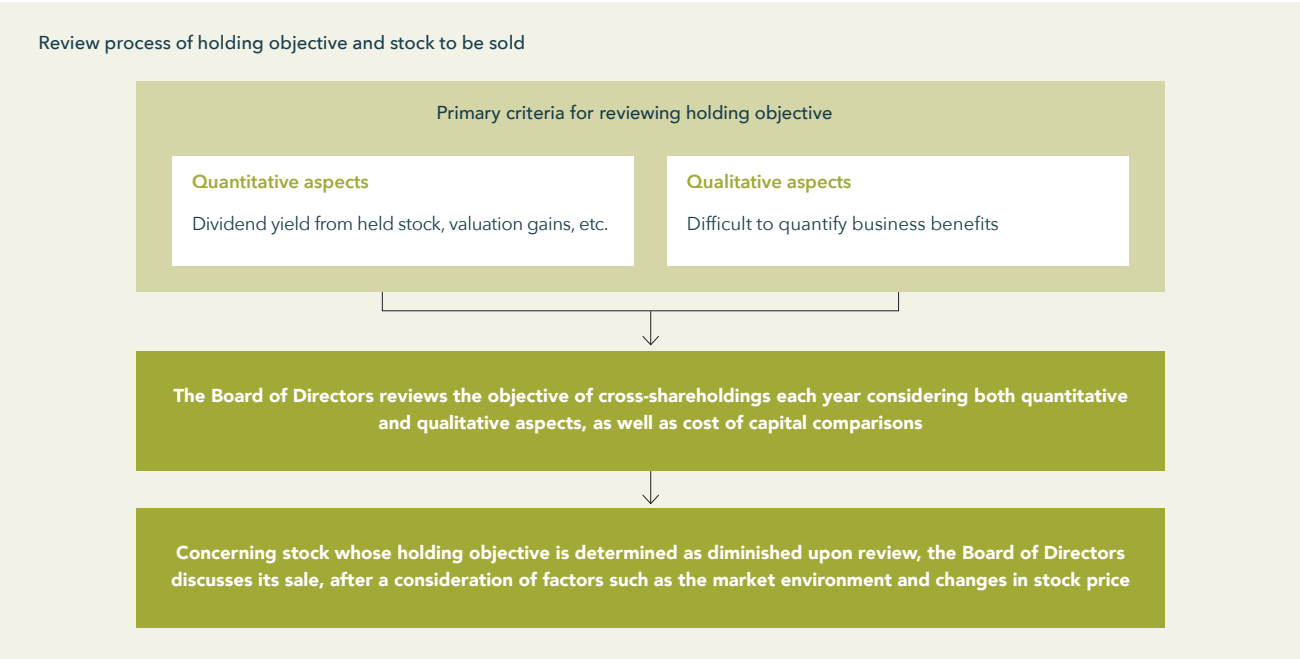 Review process of holding objective and stock to be sold
Primary criteria for reviewing holding objective
Quantitative aspects
Dividend yield from held stock, valuation gains, etc.
Qualitative aspects
Difficult to quantify business benefits
The Board of Directors reviews the objective of cross-shareholdings each year considering both quantitative
and qualitative aspects, as well as cost of capital comparisons
Concerning stock whose holding objective is determined as diminished upon review, the Board of Directors
discusses its sale, after a consideration of factors such as the market environment and changes in stock price